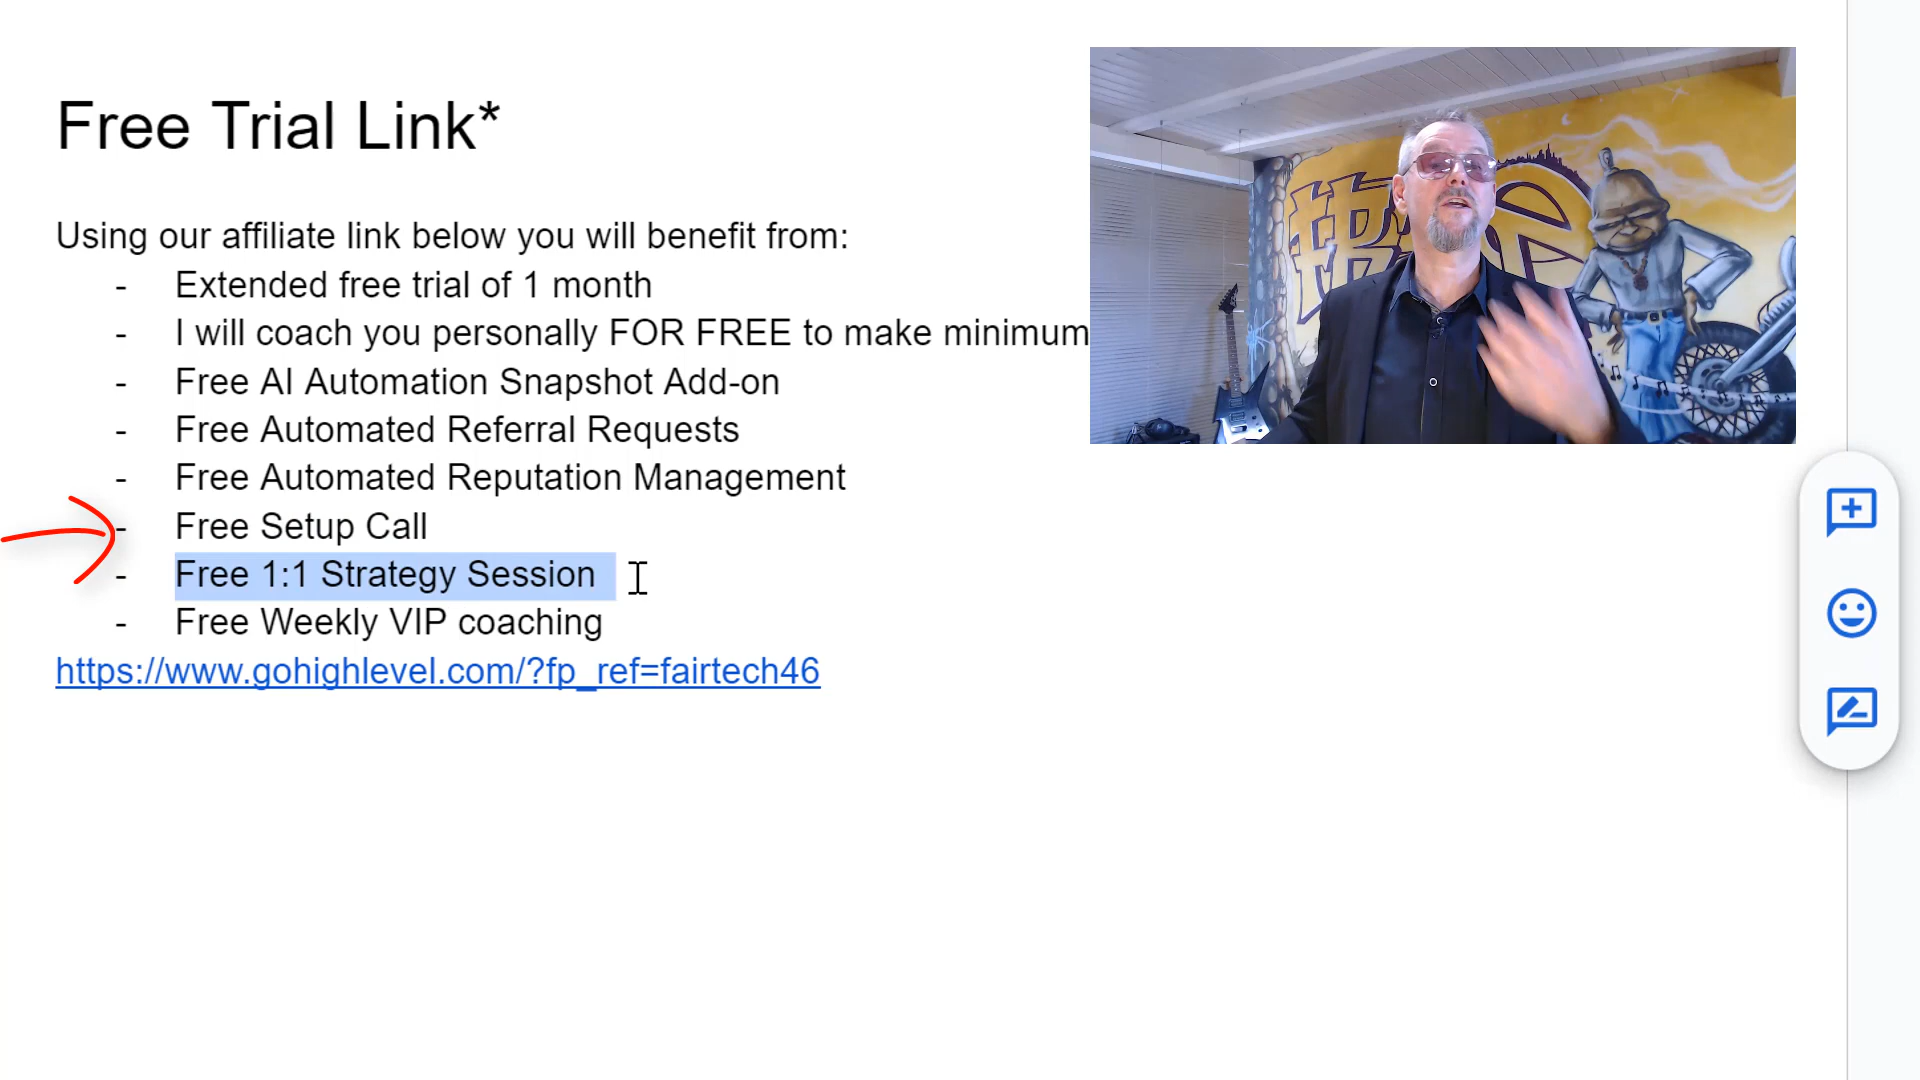 Free Trial Link*
Using our affiliate link below you will benefit from:
- Extended free trial of 1 month
- I will coach you personally FOR FREE to make minimum
- Free AI Automation Snapshot Add-on
- Free Automated Referral Requests
- Free Automated Reputation Management
- Free Setup Call
- Free 1:1 Strategy Session
- Free Weekly VIP coaching
https://www.gohighlevel.com/?fp_ref=fairtech46